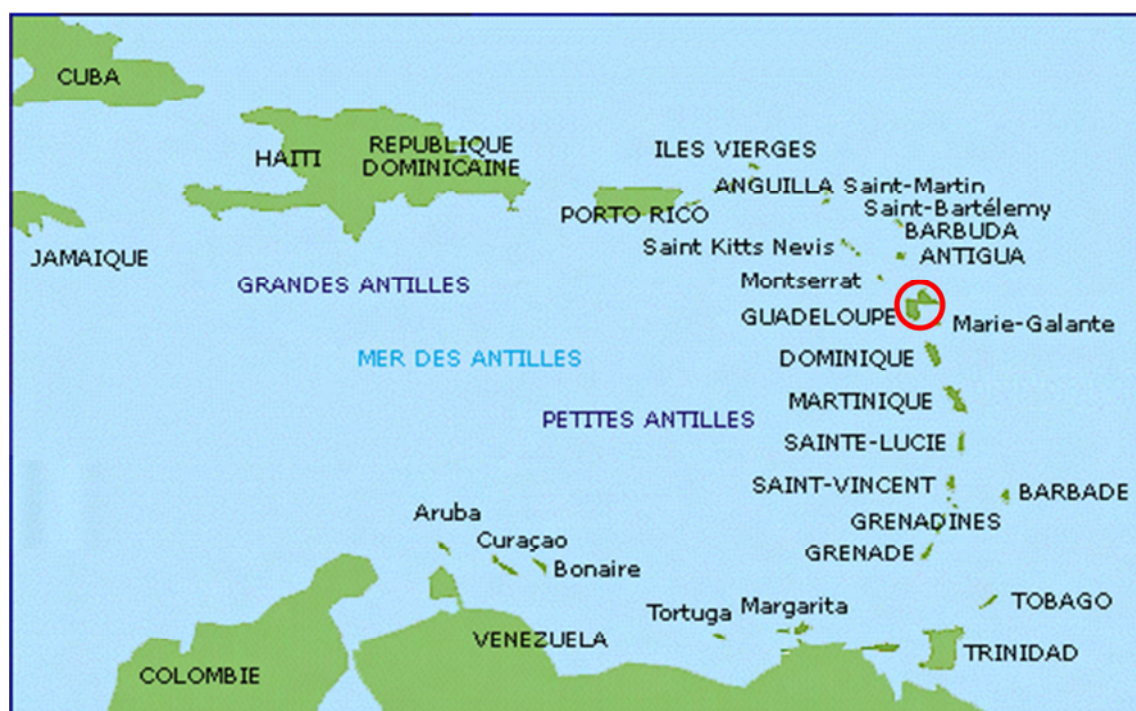 CUBA
HAITI
REPUBLIQUE
DOMINICAINE
ILES VIERGES
ANGUILLA
Saint-Martin
PORTO RICO
Saint-Bartélemy
BARBUDA
JAMAIQUE
Saint Kitts Nevis
ANTIGUA
GRANDES ANTILLES
Montserrat
GUADELOUPE
Marie-Galante
MER DES ANTILLES
DOMINIQUE
MARTINIQUE
PETITES ANTILLES
SAINTE-LUCIE
SAINT-VINCENT
BARBADE
Aruba
GRENADINES
Curaçao
GRENADE
Bonaire
TOBAGO
Tortuga
Margarita
VENEZUELA
TRINIDAD
COLOMBIE